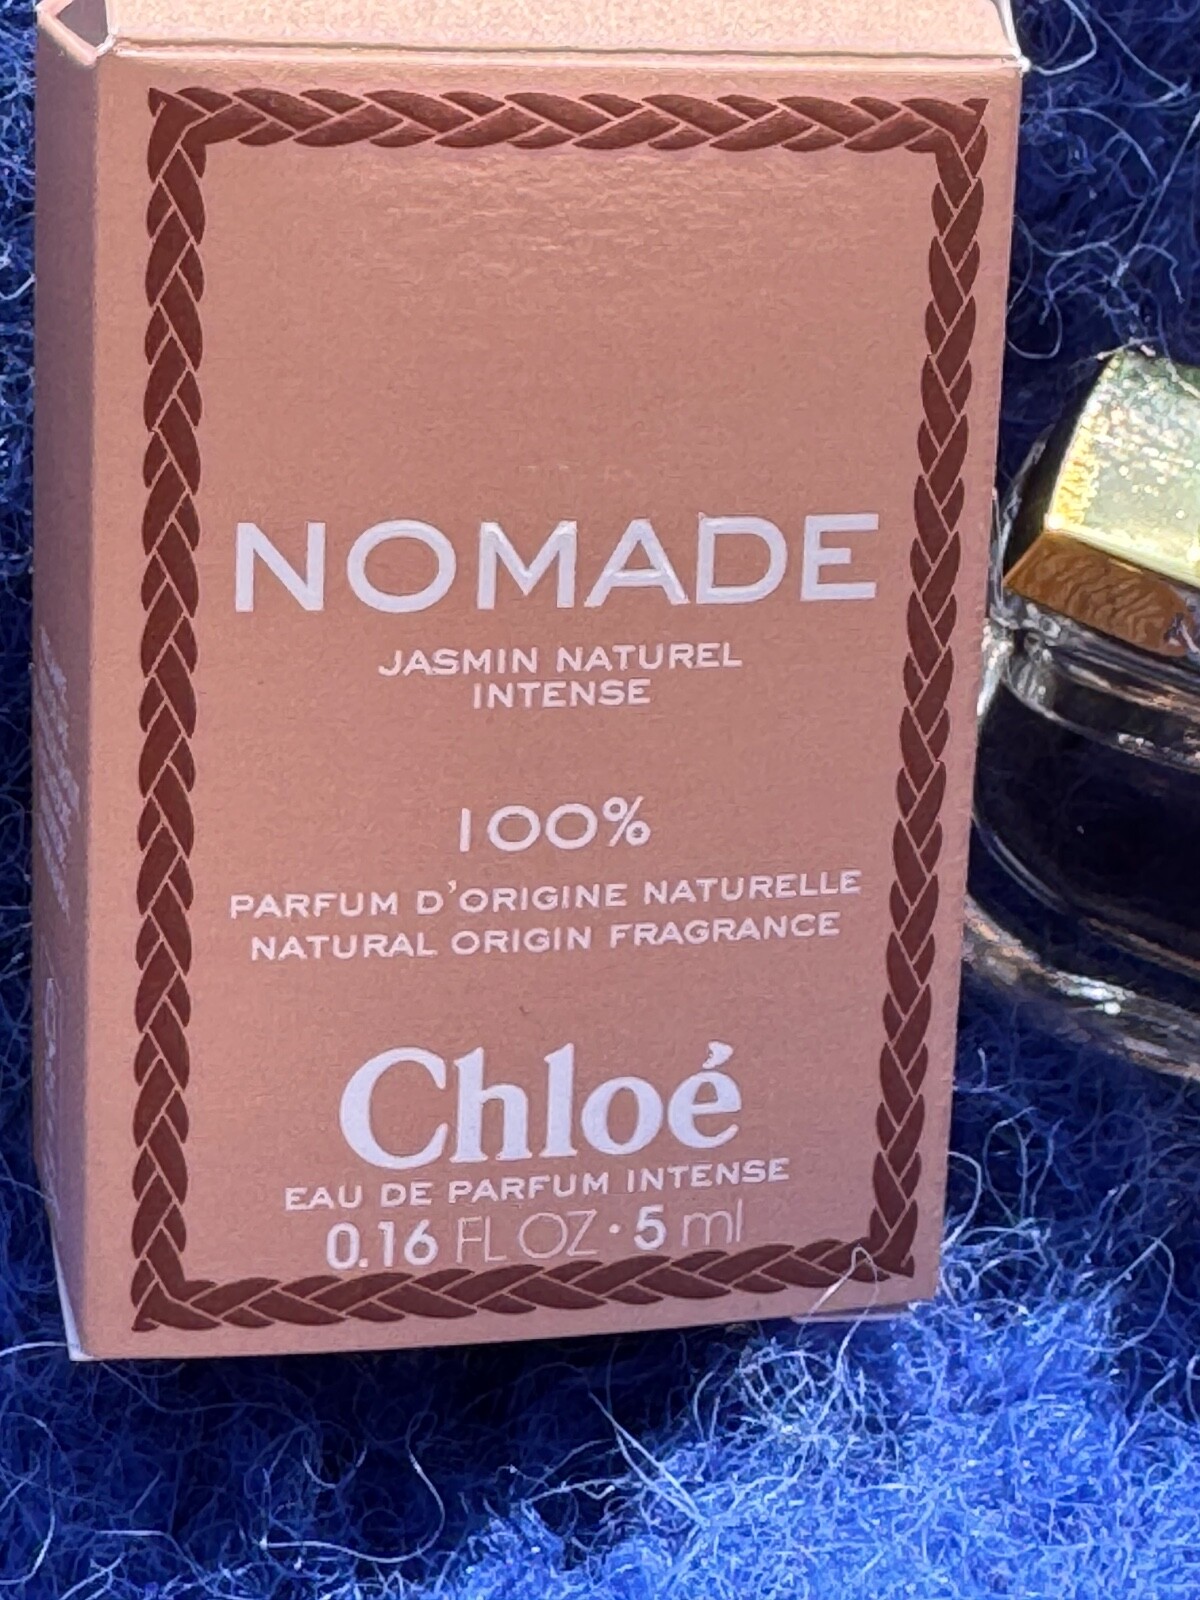 NOMADE
JASMIN NATUREL
INTENSE
100%
PARFUM D'ORIGINE NATURELLE
NATURAL ORIGIN FRAGRANCE
Chloé
EAU DE PARFUM INTENSE
0.16 FL OZ · 5 ml